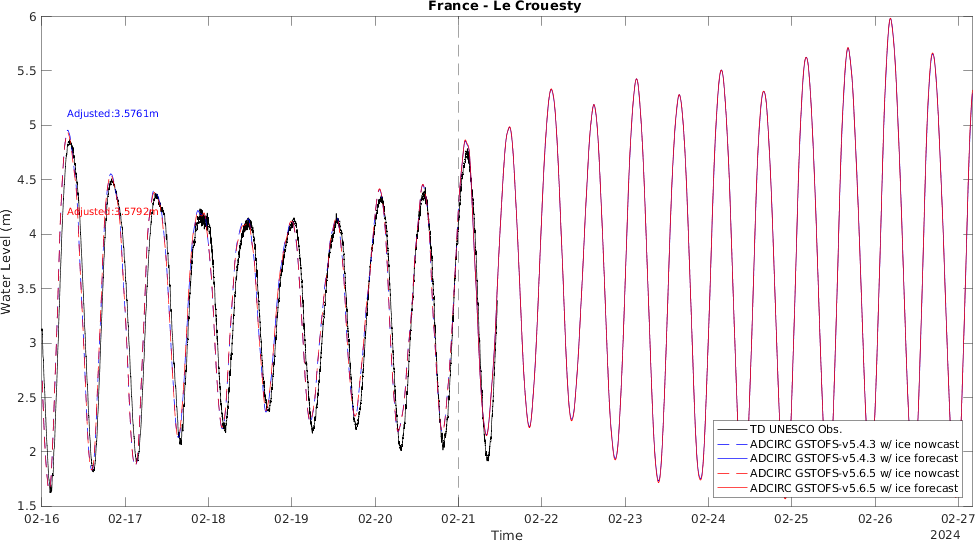 France - Le Crouesty
6
5.5
5
4.5
4
3.5
3
2.5
2
1.5
Water Level (m)
Adjusted:3.5761m
Adjusted:3.5792m
TD UNESCO Obs.
ADCIRC GSTOFS-v5.4.3 w/ ice nowcast
ADCIRC GSTOFS-v5.4.3 w/ ice forecast
ADCIRC GSTOFS-v5.6.5 w/ ice nowcast
ADCIRC GSTOFS-v5.6.5 w/ ice forecast
02-16 02-17 02-18 02-19 02-20 02-21 02-22 02-23 02-24 02-25 02-26 02-27
Time
2024